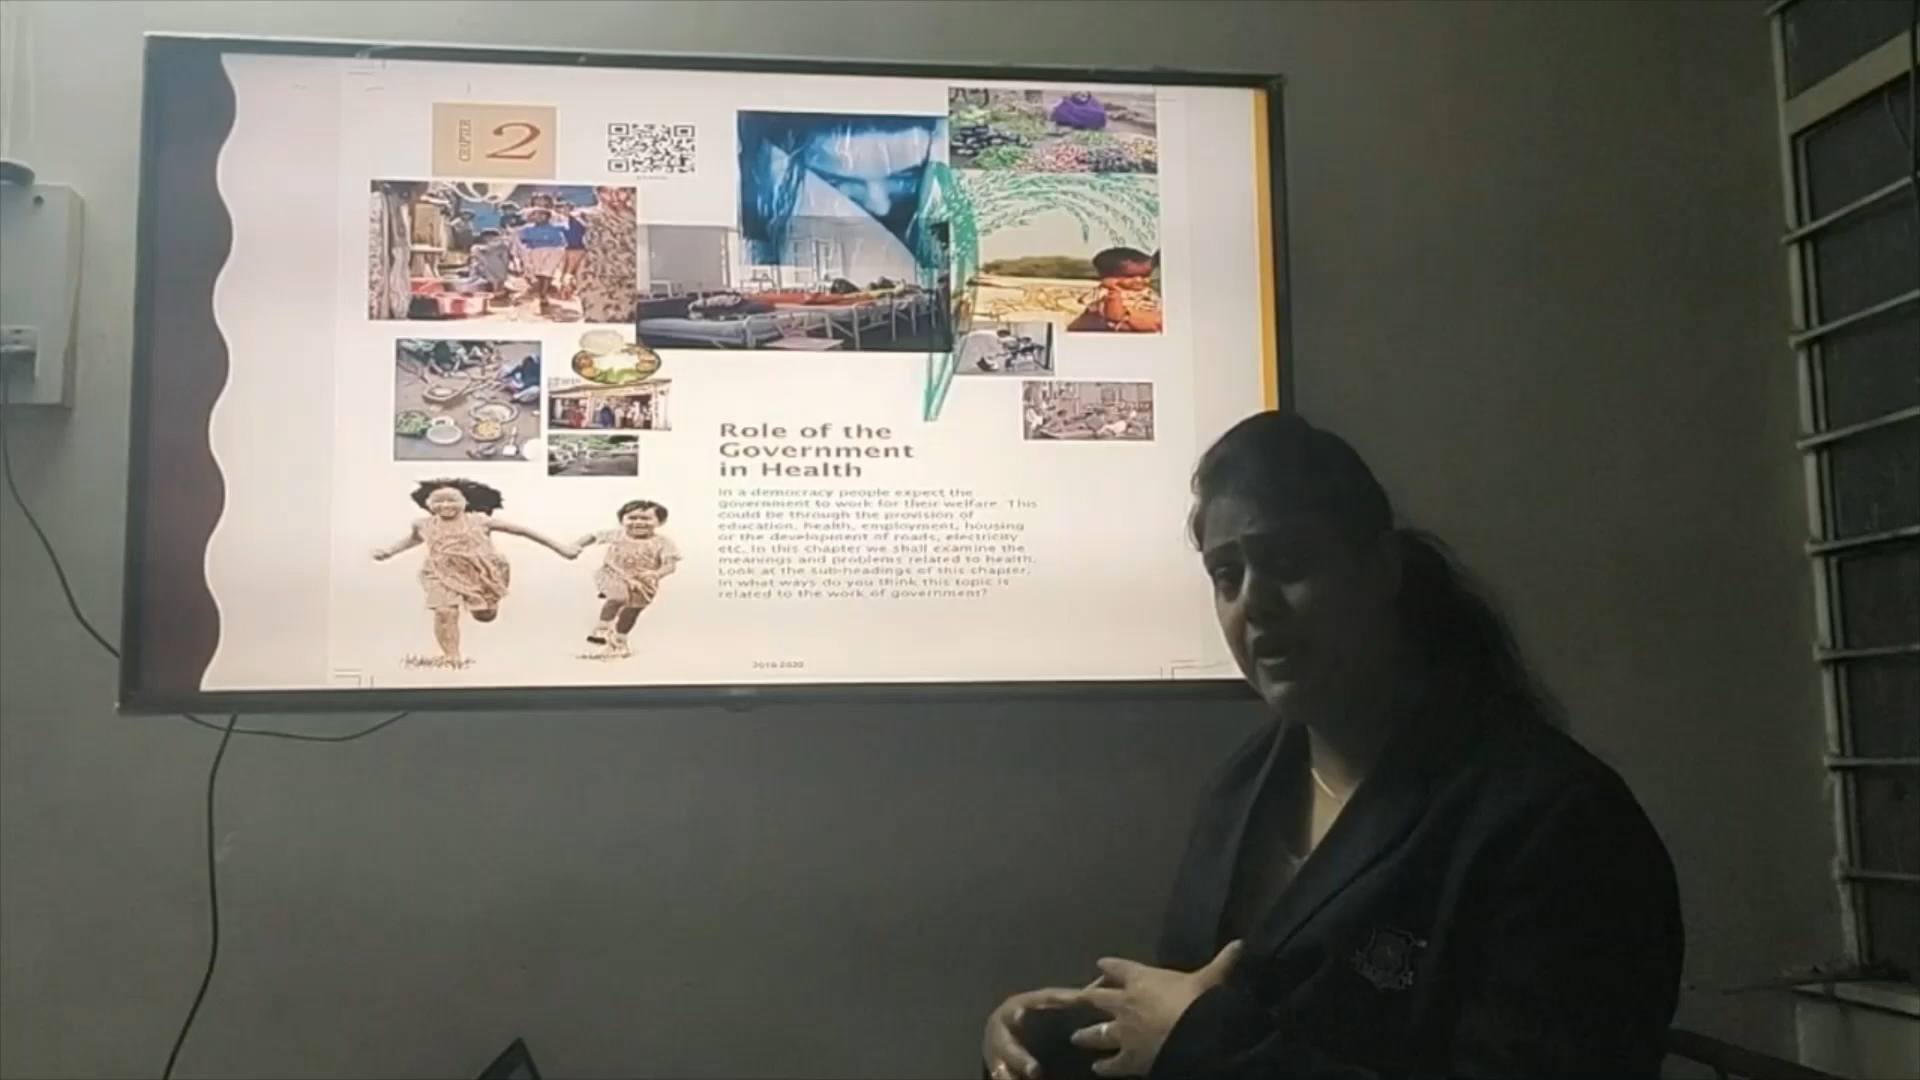 CHAPTER
2
Role of the
Government
in Health
In a democracy people expect the
government to work for their welfare. This
could be through the provision of
education, health, employment, housing
or the development of roads, electricity
etc. In this chapter we shall examine the
meanings and problems related to health.
Look at the sub-headings of this chapter.
In what ways do you think this topic is
related to the work of government?
2019-2020